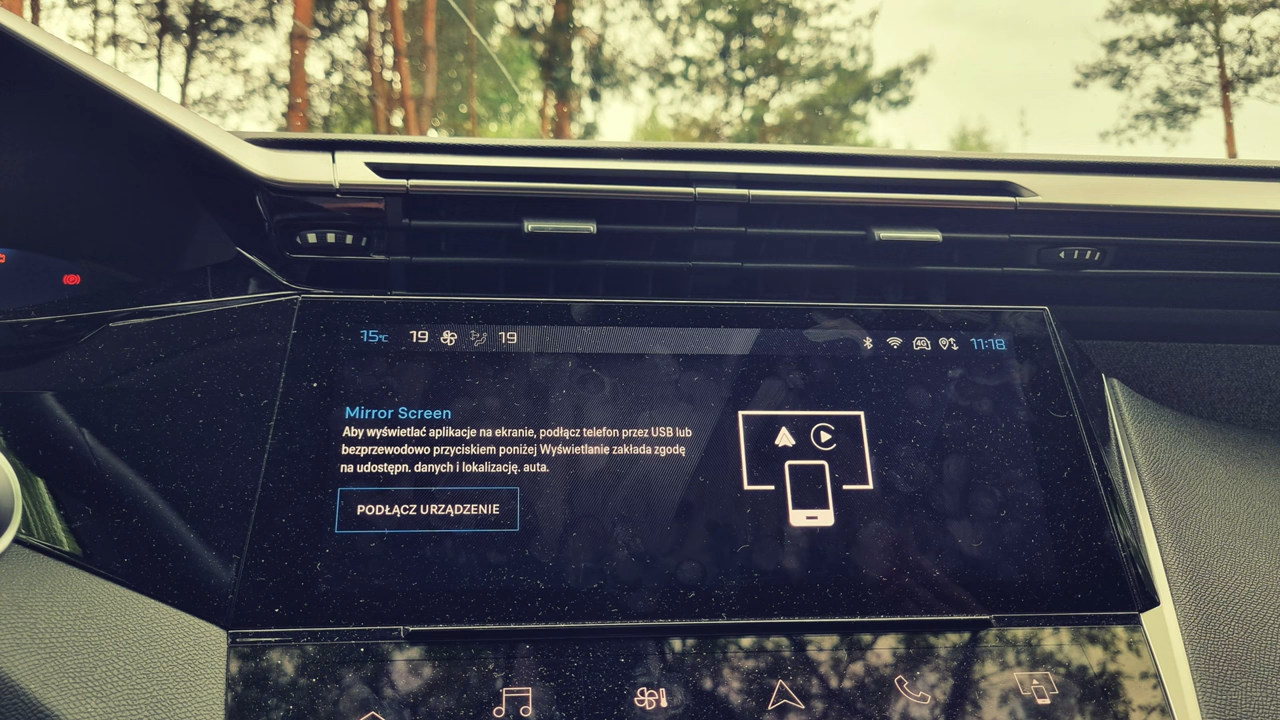 15°C 19 19 4G 11:18
Mirror Screen
Aby wyświetlać aplikacje na ekranie, podłącz telefon przez USB lub
bezprzewodowo przyciskiem poniżej Wyświetlanie zakłada zgodę
na udostępn. danych i lokalizację. auta.
PODŁĄCZ URZĄDZENIE